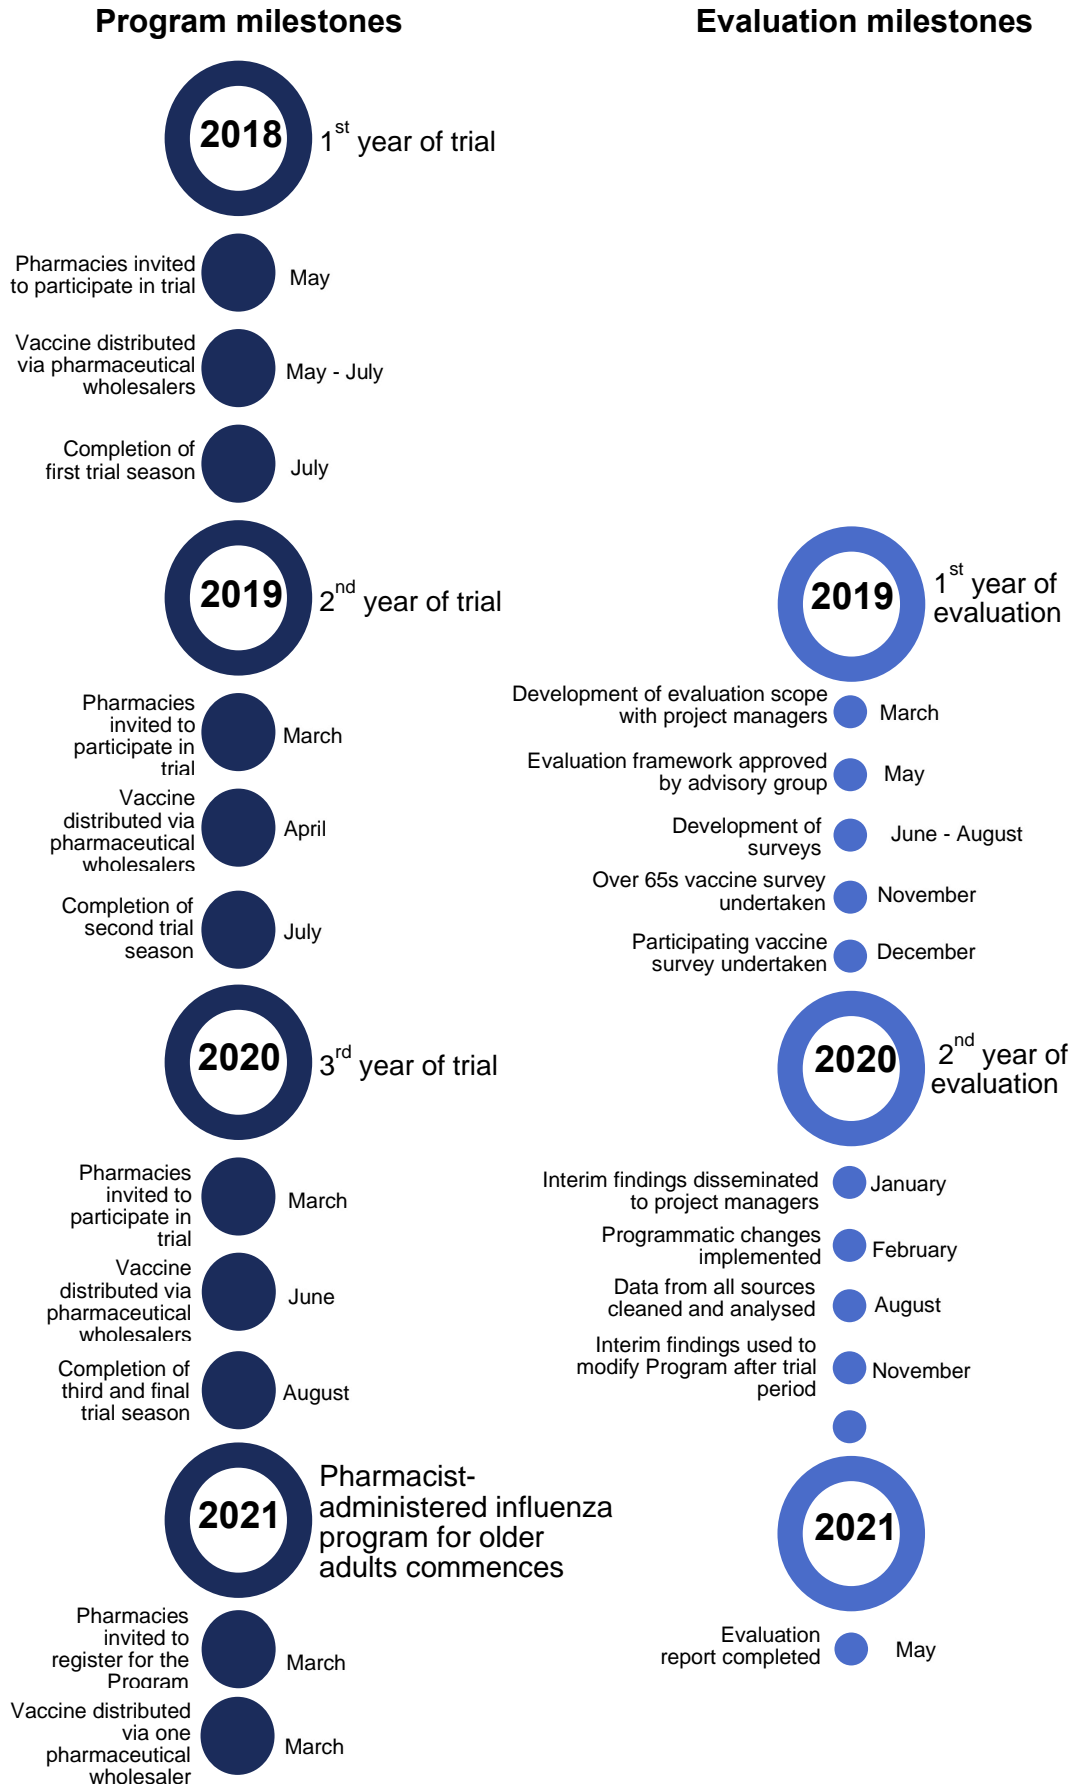 Program milestones
2018
1st year of trial
Pharmacies invited
to participate in trial
May
Vaccine distributed
via pharmaceutical
wholesalers
May - July
Completion of
first trial season
July
2019
2nd year of trial
Pharmacies
invited to
participate in
trial
March
Vaccine
distributed via
pharmaceutical
wholesalers
April
Completion of
second trial
season
July
2020
3rd year of trial
Pharmacies
invited to
participate in
trial
March
Vaccine
distributed via
pharmaceutical
wholesalers
June
Completion of
third and final
trial season
August
2021
Pharmacist-
administered influenza
program for older
adults commences
Pharmacies
invited to
register for the
Program
March
Vaccine distributed
via one
pharmaceutical
wholesaler
March
Evaluation milestones
2019
1st year of
evaluation
Development of evaluation scope
with project managers
March
Evaluation framework approved
by advisory group
May
Development of
surveys
June - August
Over 65s vaccine survey
undertaken
November
Participating vaccine
survey undertaken
December
2020
2nd year of
evaluation
Interim findings disseminated
to project managers
January
Programmatic changes
implemented
February
Data from all sources
cleaned and analysed
August
Interim findings used to
modify Program after trial
period
November
2021
Evaluation
report completed
May